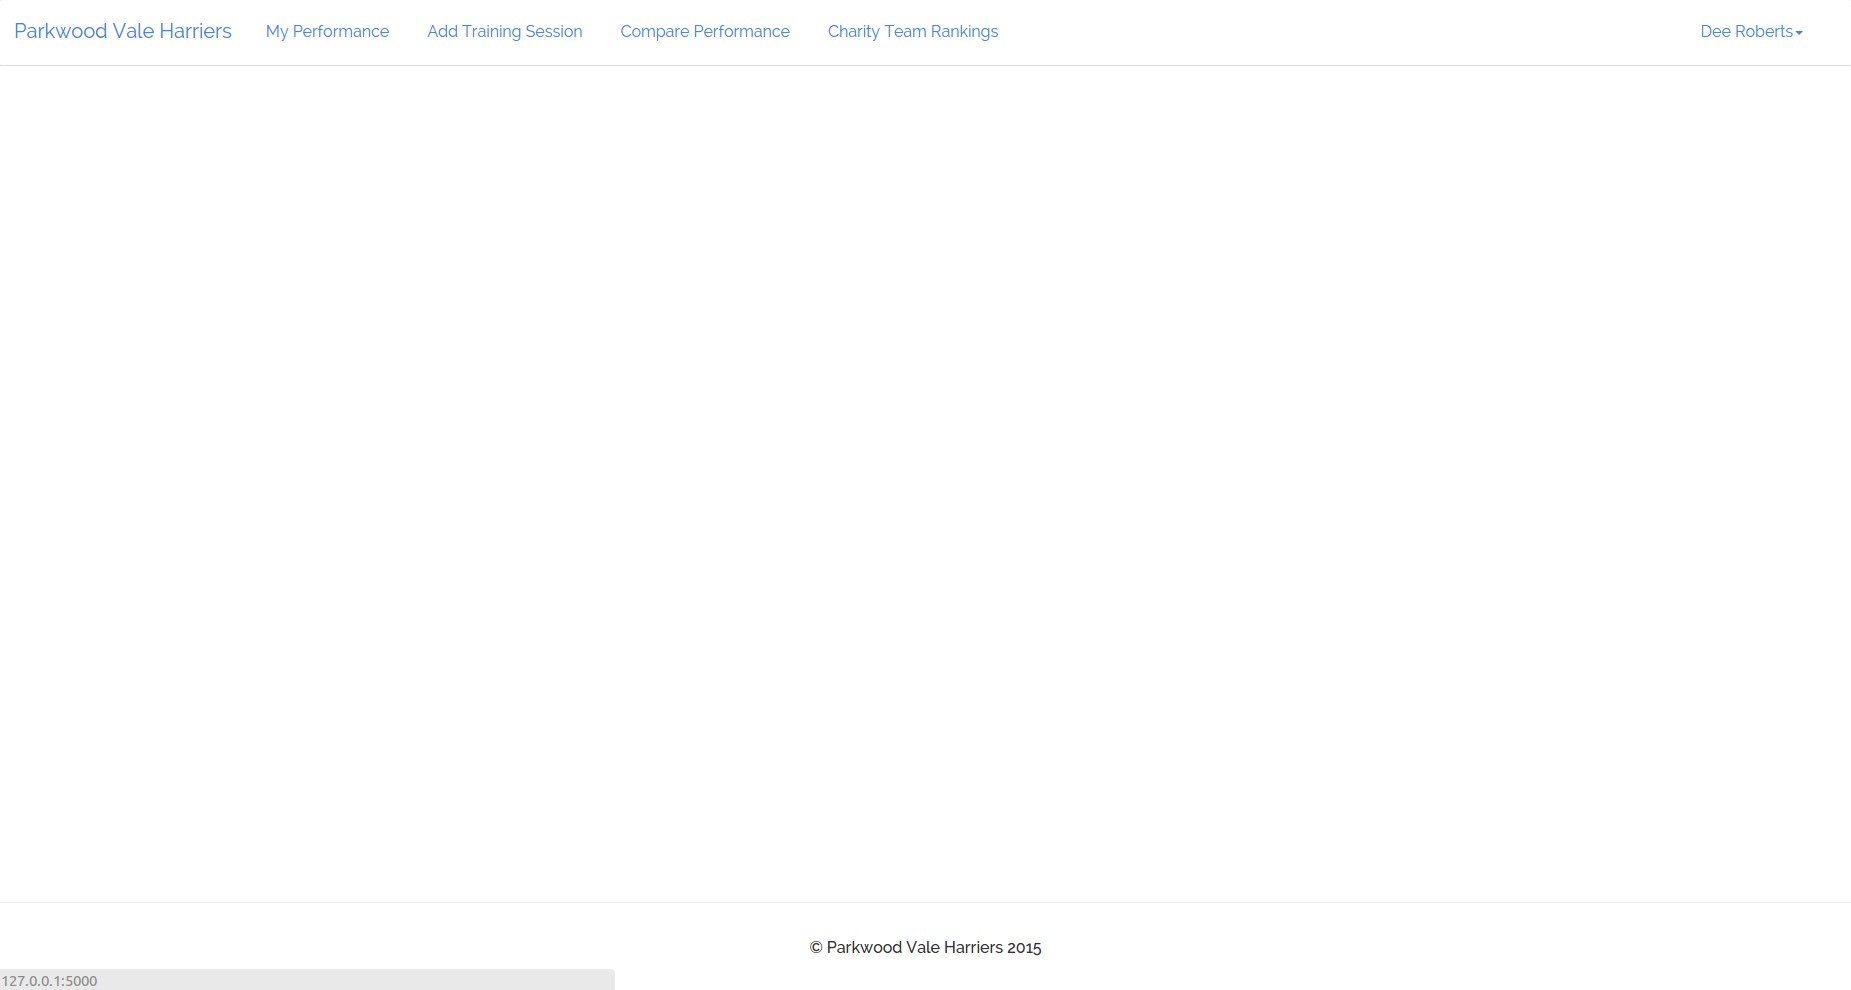 Parkwood Vale Harriers My Performance Add Training Session Compare Performance Charity Team Rankings Dee Roberts
© Parkwood Vale Harriers 2015
127.0.0.1:5000